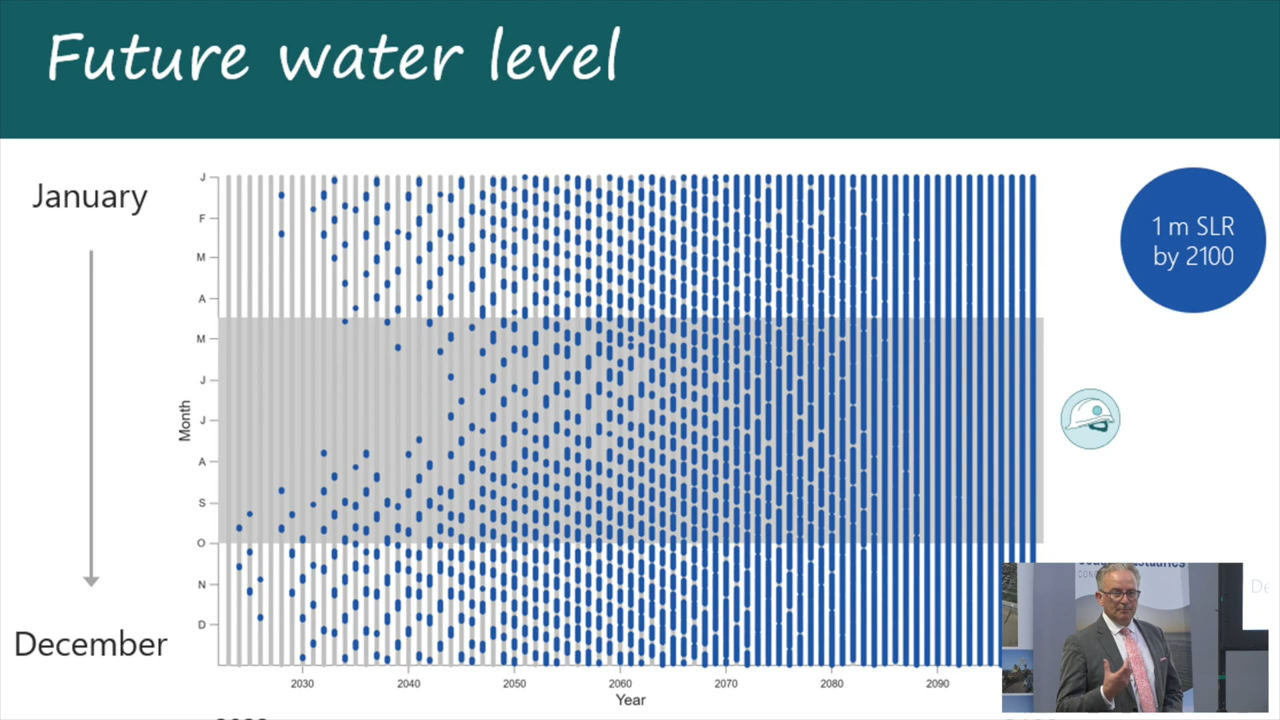 Future water level
January
December
J
F
M
A
M
J
J
A
S
O
N
D
Month
2030
2040
2050
2060
2070
2080
2090
Year
1 m SLR
by 2100